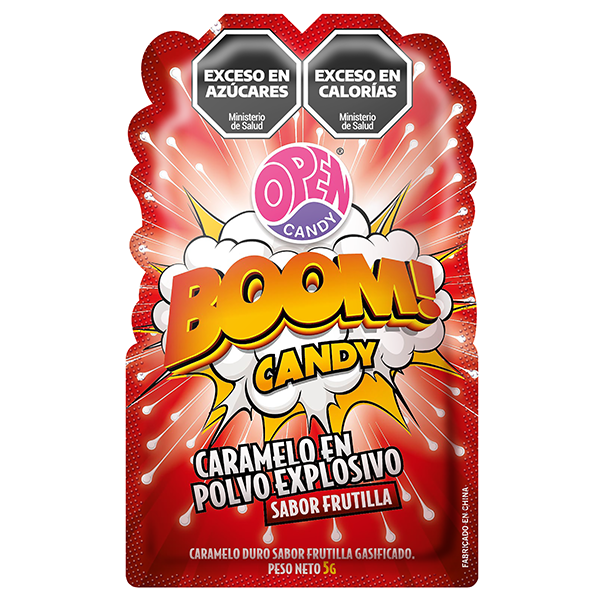 EXCESO EN
AZÚCARES
Ministerio
de Salud
EXCESO EN
CALORÍAS
Ministerio
de Salud
OPEN®
CANDY
BOOM!
CANDY
CARAMELO EN
POLVO EXPLOSIVO
SABOR FRUTILLA
CARAMELO DURO SABOR FRUTILLA GASIFICADO.
PESO NETO 5G
FABRICADO EN CHINA